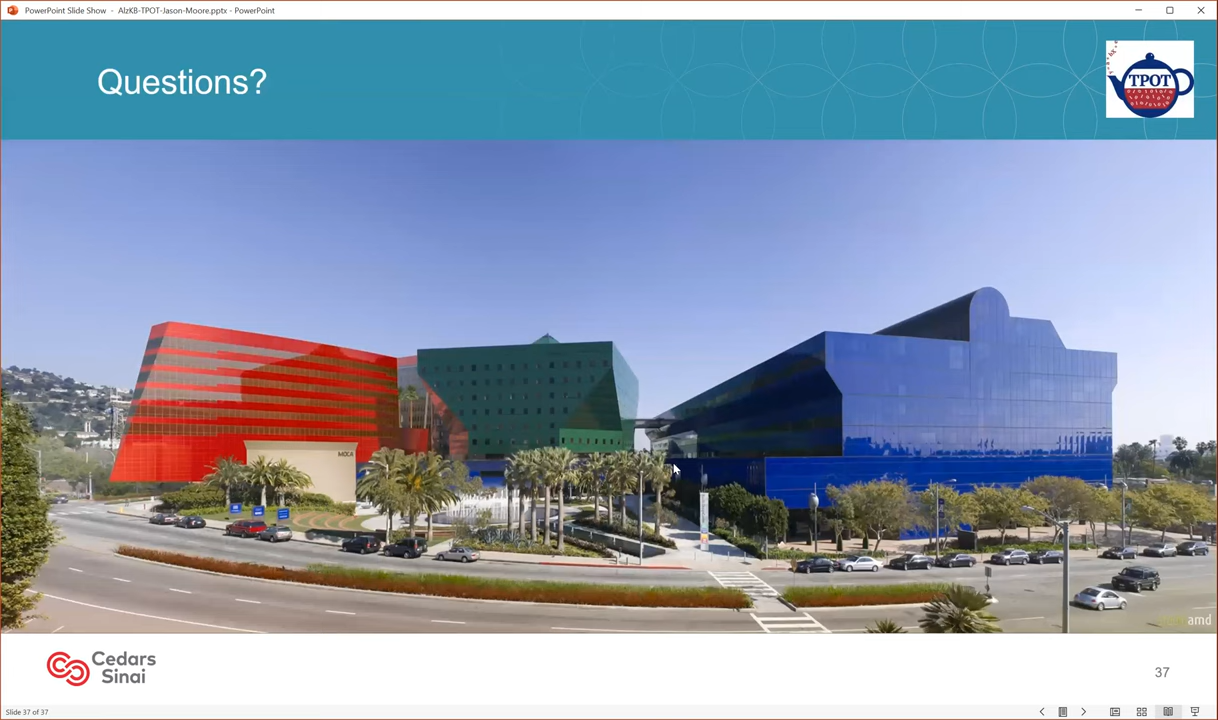 PowerPoint Slide Show - AlzKB-TPOT-Jason-Moore.pptx - PowerPoint
Questions?
TPOT
MOCA
amd
Cedars
Sinai
37
Slide 37 of 37